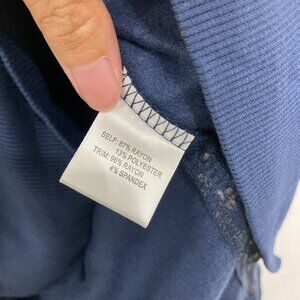 SELF: 87% RAYON
13% POLYESTER
TRIM: 96% RAYON
4% SPANDEX